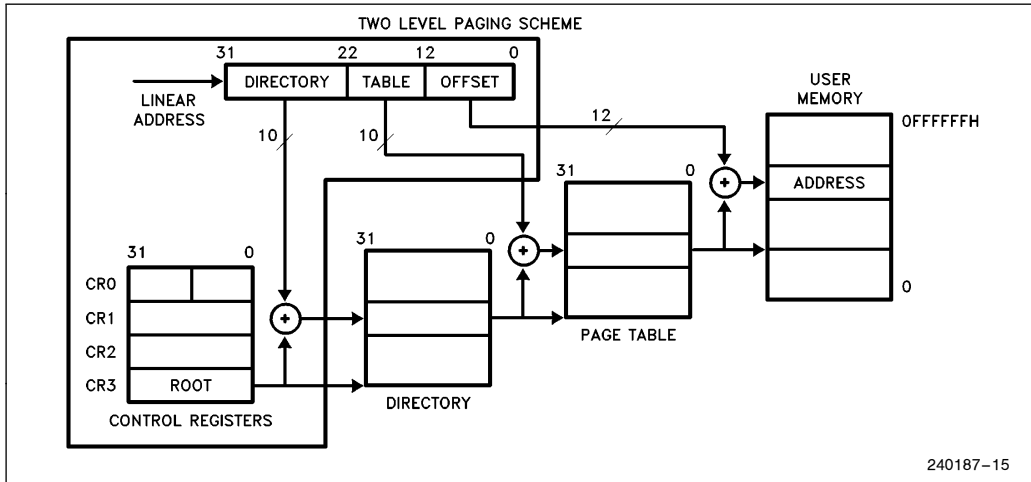 TWO LEVEL PAGING SCHEME
31 22 12 0
DIRECTORY TABLE OFFSET
LINEAR
ADDRESS
10 10 12
USER
MEMORY
0FFFFFFH
ADDRESS
0
31 0
PAGE TABLE
31 0
DIRECTORY
31 0
CR0
CR1
CR2
CR3 ROOT
CONTROL REGISTERS
+
+
+
240187–15